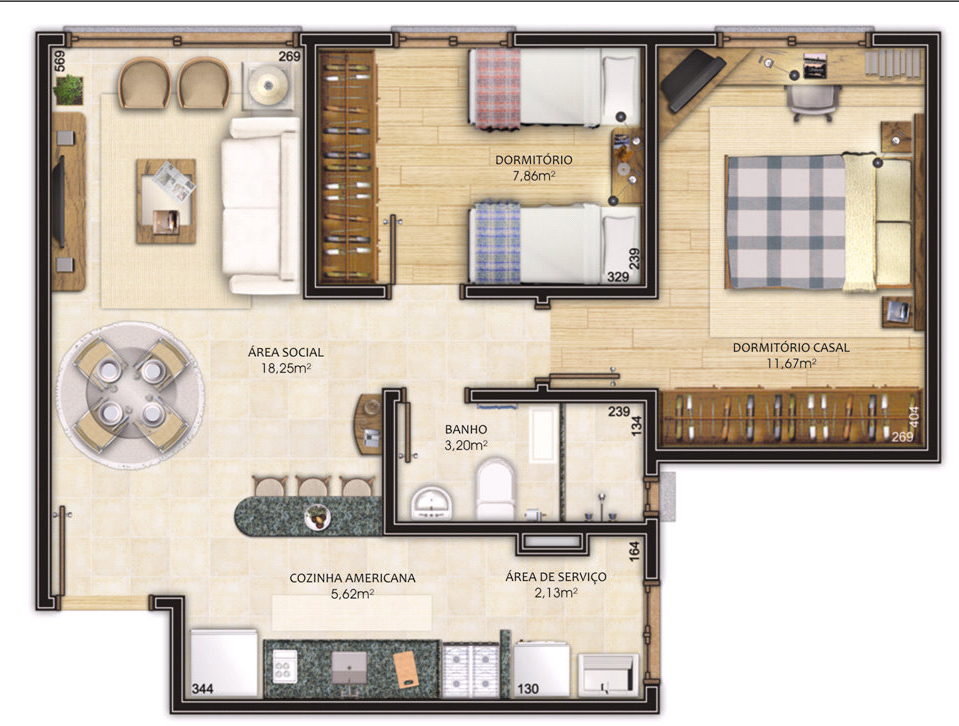 569
269
DORMITÓRIO
7,86m²
239
329
ÁREA SOCIAL
18,25m²
DORMITÓRIO CASAL
11,67m²
BANHO
3,20m²
239
134
404
269
COZINHA AMERICANA
5,62m²
ÁREA DE SERVIÇO
2,13m²
164
344
130